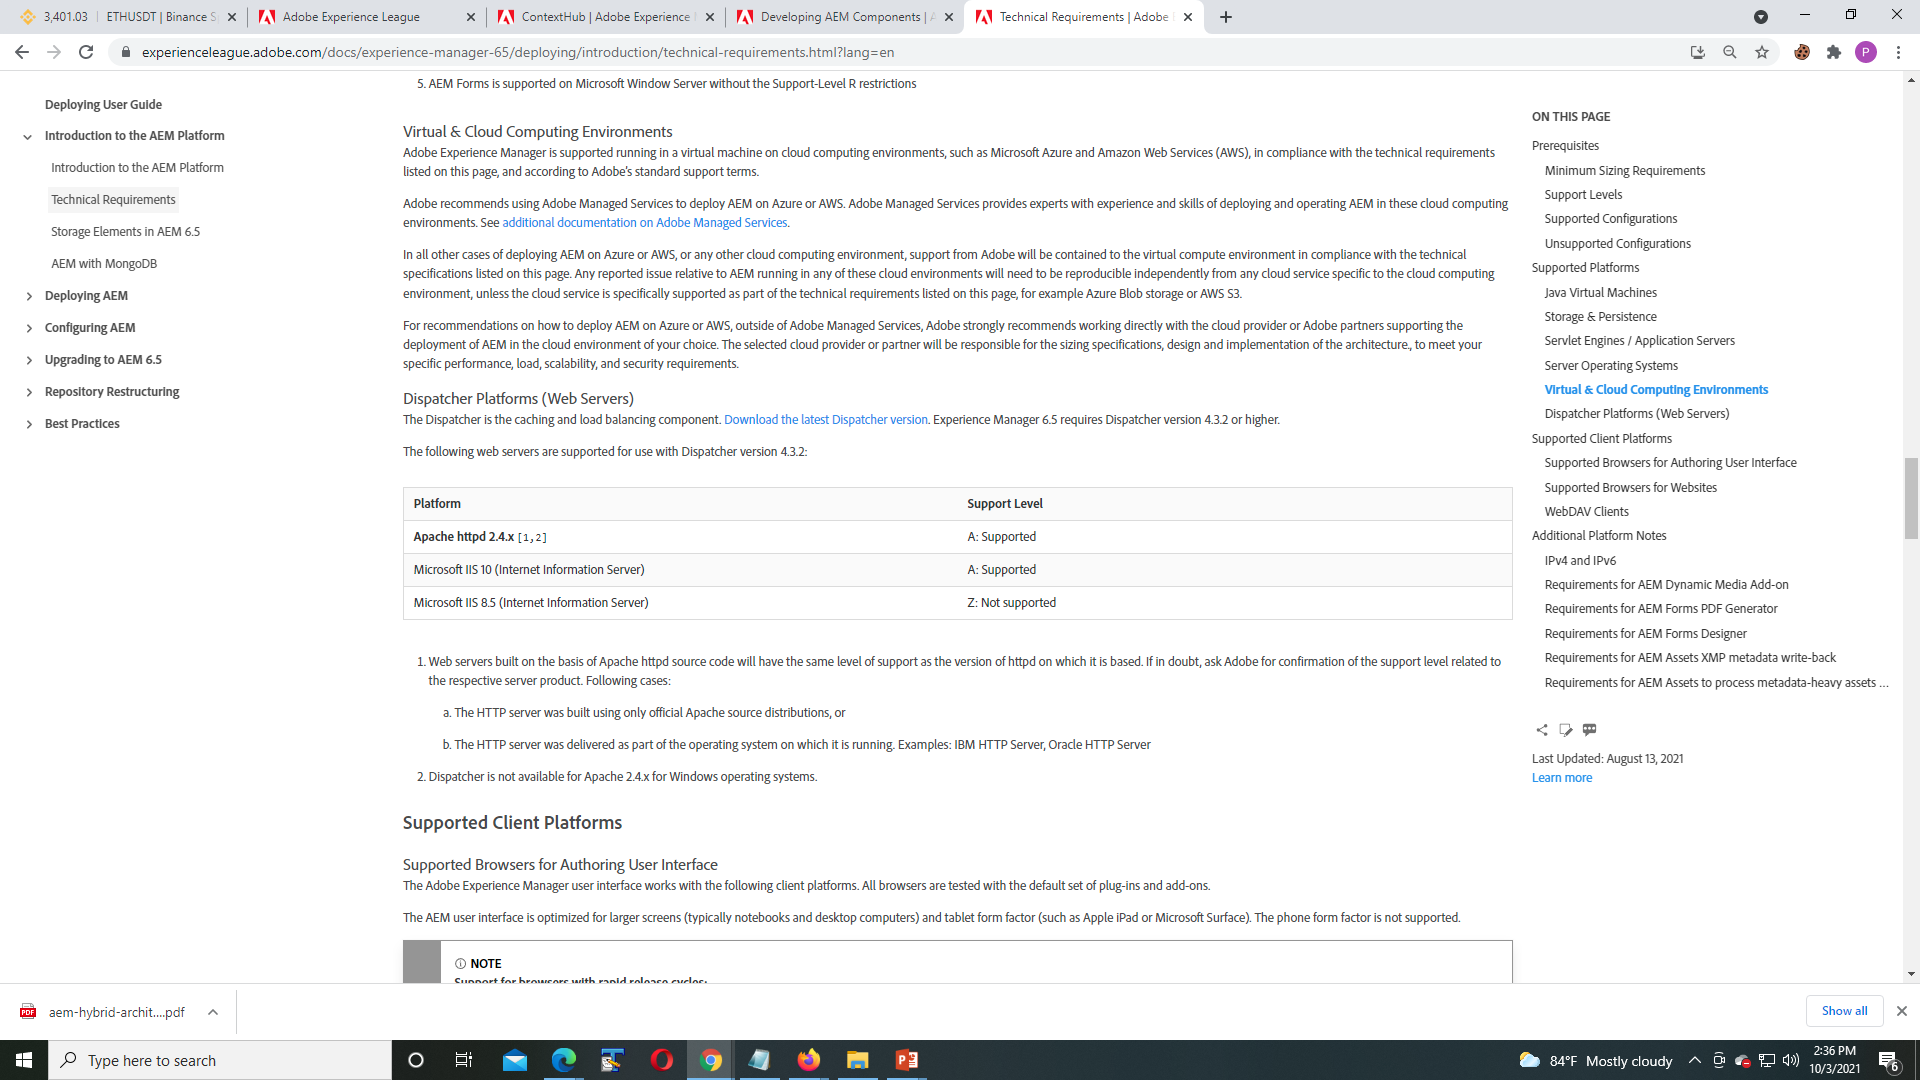 3,401.03 ETHUSDT | Binance S
Adobe Experience League
ContextHub | Adobe Experience
Developing AEM Components |
Technical Requirements | Adobe
experienceleague.adobe.com/docs/experience-manager-65/deploying/introduction/technical-requirements.html?lang=en
P
Deploying User Guide
Introduction to the AEM Platform
Introduction to the AEM Platform
Technical Requirements
Storage Elements in AEM 6.5
AEM with MongoDB
Deploying AEM
Configuring AEM
Upgrading to AEM 6.5
Repository Restructuring
Best Practices
5. AEM Forms is supported on Microsoft Window Server without the Support-Level R restrictions
Virtual & Cloud Computing Environments
Adobe Experience Manager is supported running in a virtual machine on cloud computing environments, such as Microsoft Azure and Amazon Web Services (AWS), in compliance with the technical requirements
listed on this page, and according to Adobe's standard support terms.
Adobe recommends using Adobe Managed Services to deploy AEM on Azure or AWS. Adobe Managed Services provides experts with experience and skills of deploying and operating AEM in these cloud computing
environments. See additional documentation on Adobe Managed Services.
In all other cases of deploying AEM on Azure or AWS, or any other cloud computing environment, support from Adobe will be contained to the virtual compute environment in compliance with the technical
specifications listed on this page. Any reported issue relative to AEM running in any of these cloud environments will need to be reproducible independently from any cloud service specific to the cloud computing
environment, unless the cloud service is specifically supported as part of the technical requirements listed on this page, for example Azure Blob storage or AWS S3.
For recommendations on how to deploy AEM on Azure or AWS, outside of Adobe Managed Services, Adobe strongly recommends working directly with the cloud provider or Adobe partners supporting the
deployment of AEM in the cloud environment of your choice. The selected cloud provider or partner will be responsible for the sizing specifications, design and implementation of the architecture., to meet your
specific performance, load, scalability, and security requirements.
Dispatcher Platforms (Web Servers)
The Dispatcher is the caching and load balancing component. Download the latest Dispatcher version. Experience Manager 6.5 requires Dispatcher version 4.3.2 or higher.
The following web servers are supported for use with Dispatcher version 4.3.2:
Platform Support Level
Apache httpd 2.4.x [1,2] A: Supported
Microsoft IIS 10 (Internet Information Server) A: Supported
Microsoft IIS 8.5 (Internet Information Server) Z: Not supported
1. Web servers built on the basis of Apache httpd source code will have the same level of support as the version of httpd on which it is based. If in doubt, ask Adobe for confirmation of the support level related to
the respective server product. Following cases:
a. The HTTP server was built using only official Apache source distributions, or
b. The HTTP server was delivered as part of the operating system on which it is running. Examples: IBM HTTP Server, Oracle HTTP Server
2. Dispatcher is not available for Apache 2.4.x for Windows operating systems.
Supported Client Platforms
Supported Browsers for Authoring User Interface
The Adobe Experience Manager user interface works with the following client platforms. All browsers are tested with the default set of plug-ins and add-ons.
The AEM user interface is optimized for larger screens (typically notebooks and desktop computers) and tablet form factor (such as Apple iPad or Microsoft Surface). The phone form factor is not supported.
NOTE
Support for browsers with rapid release cycles:
ON THIS PAGE
Prerequisites
Minimum Sizing Requirements
Support Levels
Supported Configurations
Unsupported Configurations
Supported Platforms
Java Virtual Machines
Storage & Persistence
Servlet Engines / Application Servers
Server Operating Systems
Virtual & Cloud Computing Environments
Dispatcher Platforms (Web Servers)
Supported Client Platforms
Supported Browsers for Authoring User Interface
Supported Browsers for Websites
WebDAV Clients
Additional Platform Notes
IPv4 and IPv6
Requirements for AEM Dynamic Media Add-on
Requirements for AEM Forms PDF Generator
Requirements for AEM Forms Designer
Requirements for AEM Assets XMP metadata write-back
Requirements for AEM Assets to process metadata-heavy assets ...
Last Updated: August 13, 2021
Learn more
PDF aem-hybrid-archit....pdf
Show all
Type here to search
84°F Mostly cloudy
2:36 PM
10/3/2021
6